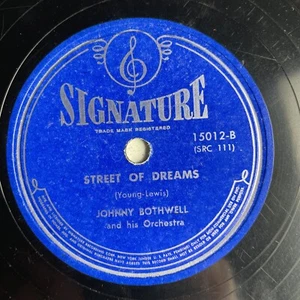 SIGNATURE
TRADE MARK REGISTERED
15012-B
(SRC 111)
STREET OF DREAMS
(Young-Lewis)
JOHNNY BOTHWELL
and his Orchestra